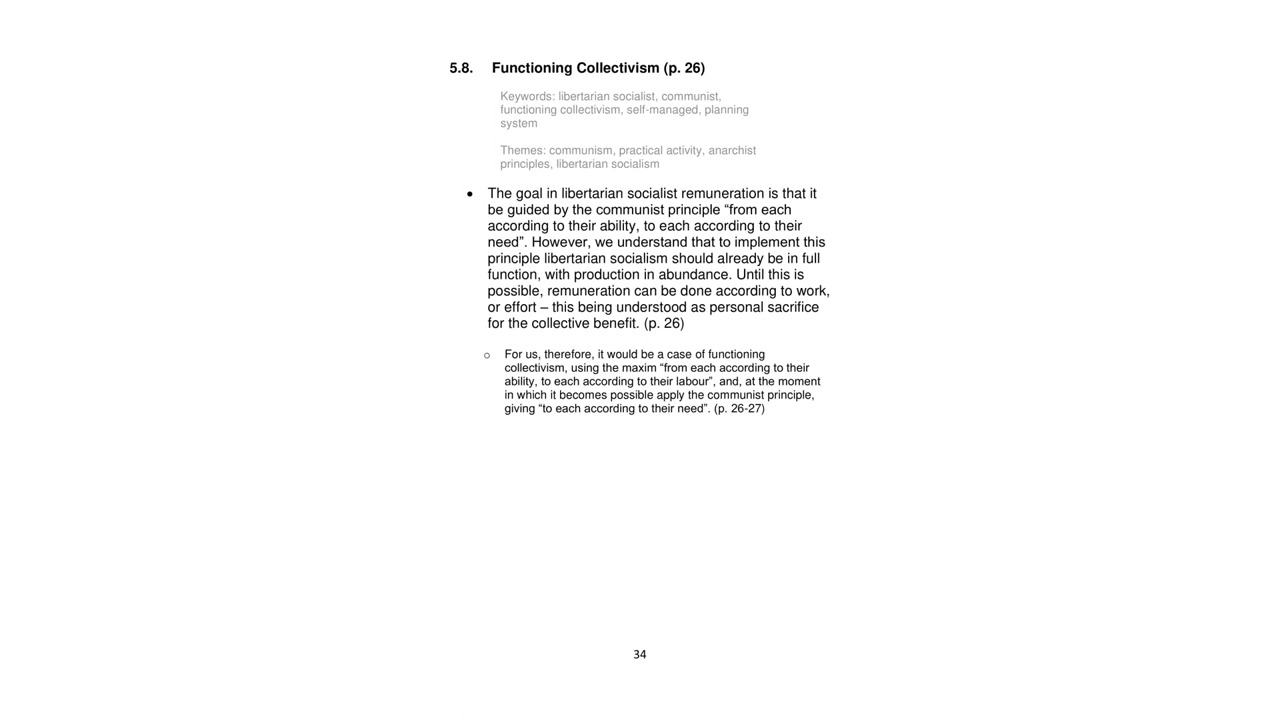 5.8. Functioning Collectivism (p. 26)
Keywords: libertarian socialist, communist,
functioning collectivism, self-managed, planning
system
Themes: communism, practical activity, anarchist
principles, libertarian socialism
• The goal in libertarian socialist remuneration is that it
be guided by the communist principle “from each
according to their ability, to each according to their
need”. However, we understand that to implement this
principle libertarian socialism should already be in full
function, with production in abundance. Until this is
possible, remuneration can be done according to work,
or effort – this being understood as personal sacrifice
for the collective benefit. (p. 26)
o For us, therefore, it would be a case of functioning
collectivism, using the maxim “from each according to their
ability, to each according to their labour”, and, at the moment
in which it becomes possible apply the communist principle,
giving “to each according to their need”. (p. 26-27)
34